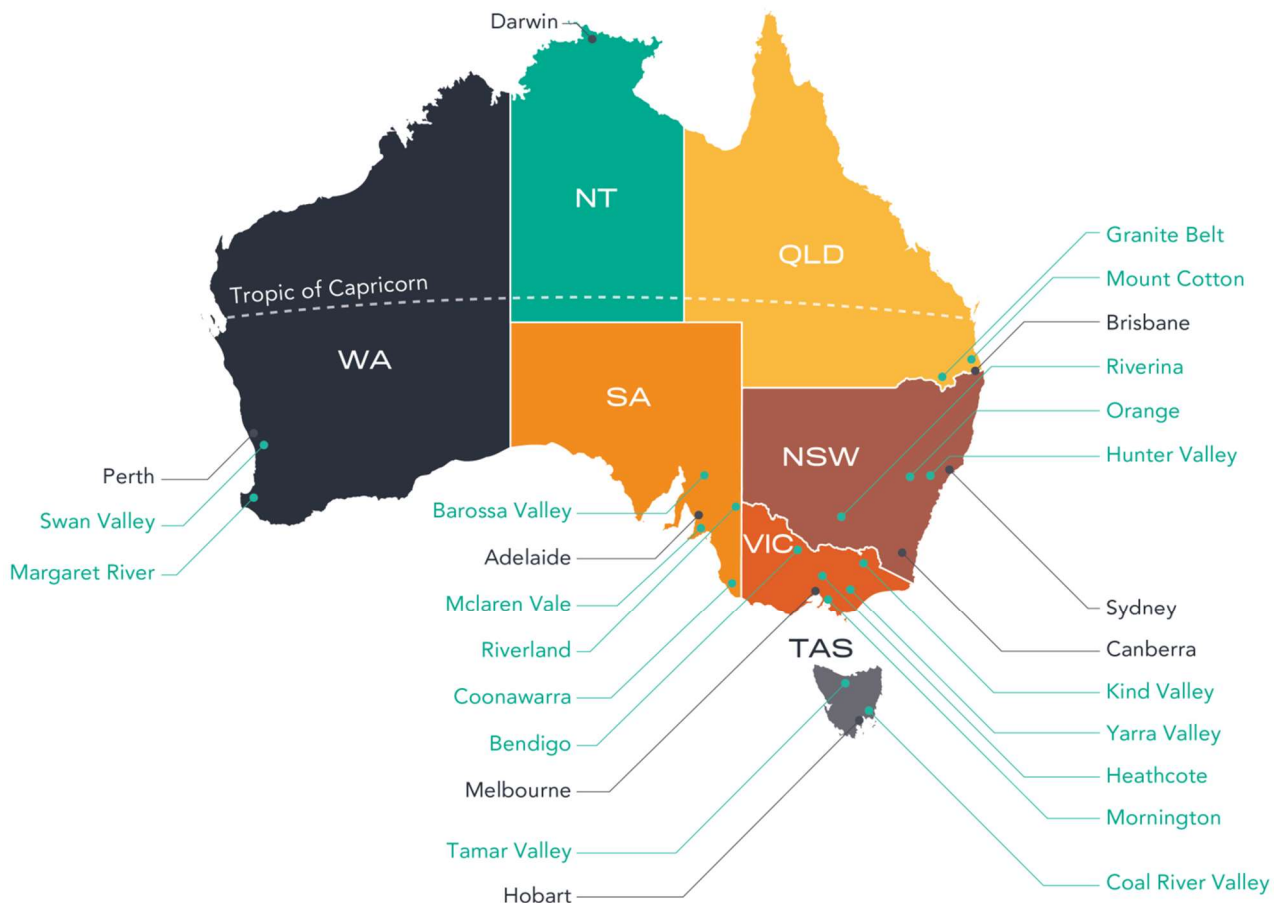 Darwin
NT
QLD
Tropic of Capricorn
WA
SA
NSW
VIC
TAS
Perth
Swan Valley
Margaret River
Barossa Valley
Adelaide
Mclaren Vale
Riverland
Coonawarra
Bendigo
Melbourne
Tamar Valley
Hobart
Granite Belt
Mount Cotton
Brisbane
Riverina
Orange
Hunter Valley
Sydney
Canberra
Kind Valley
Yarra Valley
Heathcote
Mornington
Coal River Valley